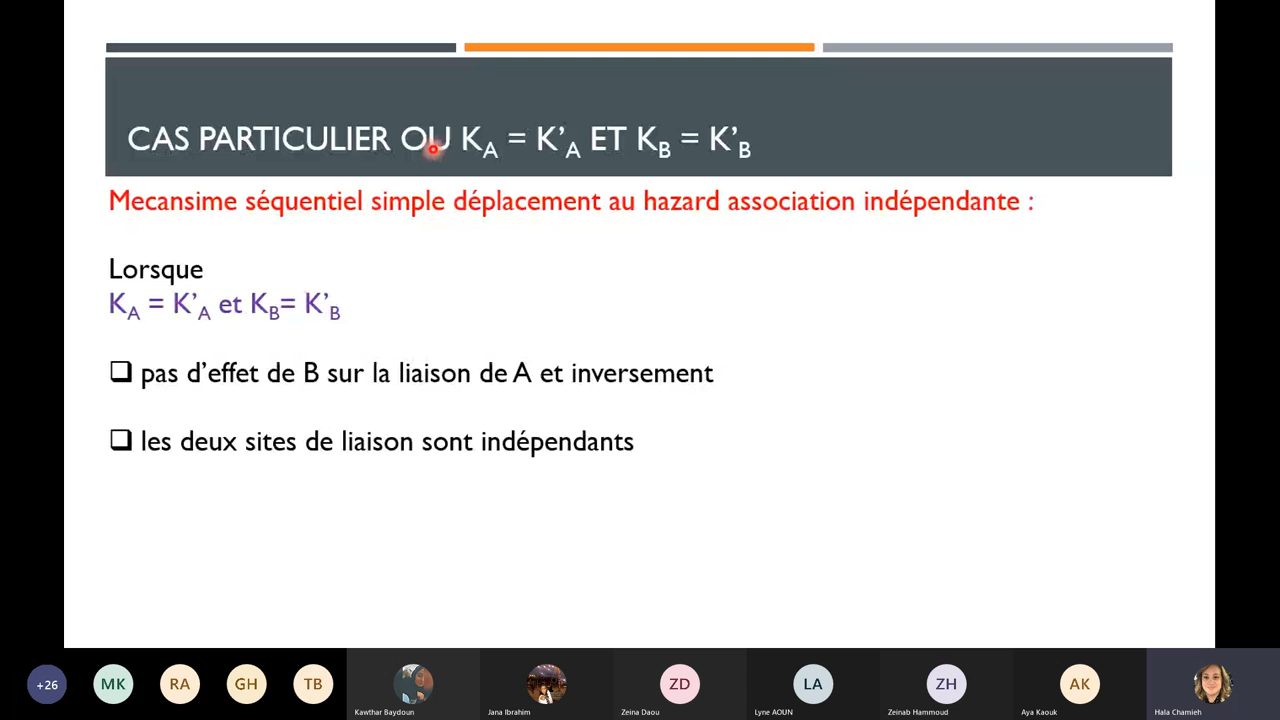 CAS PARTICULIER OU K_A = K’_A ET K_B = K’_B
Mecansime séquentiel simple déplacement au hazard association indépendante :
Lorsque
K_A = K’_A et K_B= K’_B
❑ pas d’effet de B sur la liaison de A et inversement
❑ les deux sites de liaison sont indépendants
+26 MK RA GH TB ZD LA ZH AK
Kawthar Baydoun Jana Ibrahim Zeina Daou Lyne AOUN Zeinab Hammoud Aya Kaouk Hala Chamieh